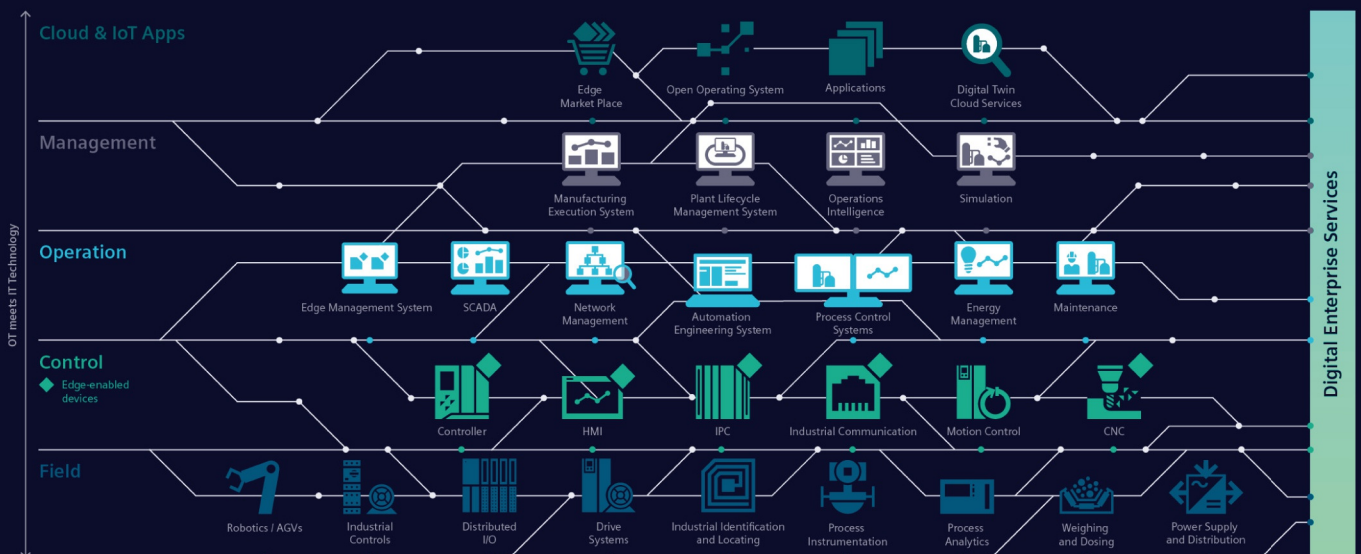 Cloud & IoT Apps
Edge
Market Place
Open Operating System
Applications
Digital Twin
Cloud Services
Management
Manufacturing
Execution System
Plant Lifecycle
Management System
Operations
Intelligence
Simulation
Operation
Edge Management System
SCADA
Network
Management
Automation
Engineering System
Process Control
Systems
Energy
Management
Maintenance
Control
Edge-enabled
devices
Controller
HMI
IPC
Industrial Communication
Motion Control
CNC
Field
Robotics / AGVs
Industrial
Controls
Distributed
I/O
Drive
Systems
Industrial Identification
and Locating
Process
Instrumentation
Process
Analytics
Weighing
and Dosing
Power Supply
and Distribution
OT meets IT Technology
Digital Enterprise Services